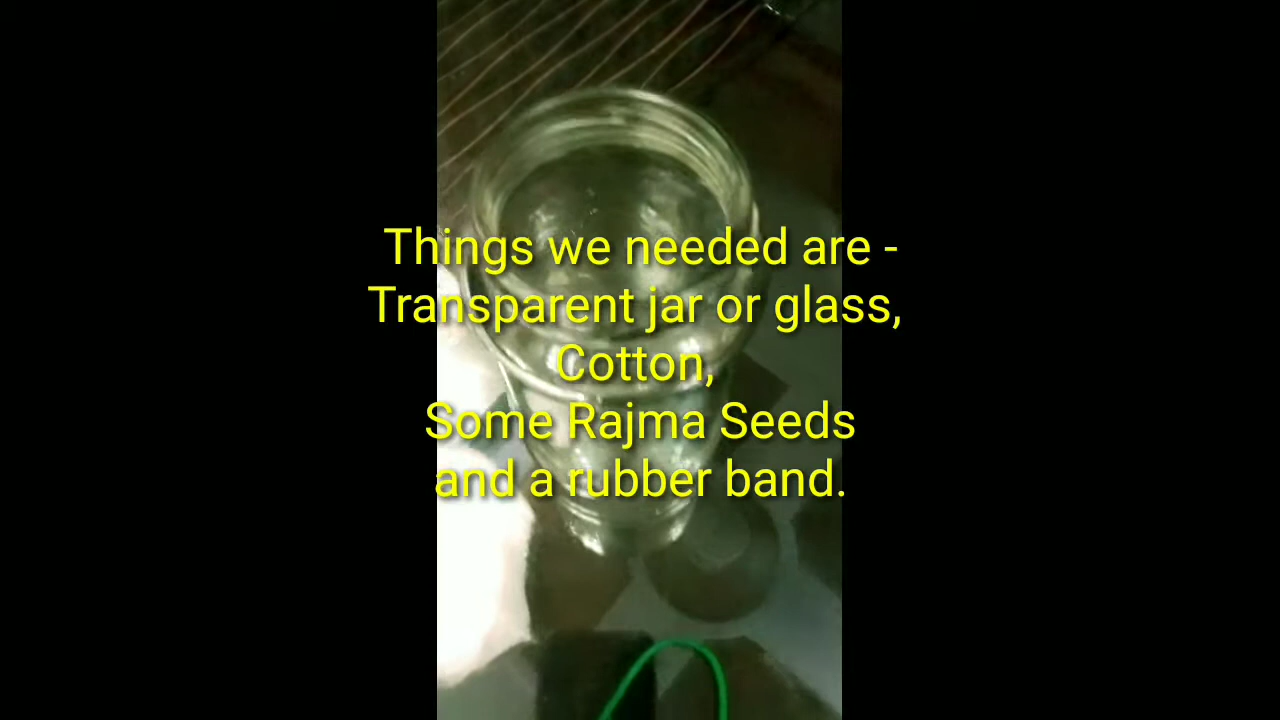 Things we needed are -
Transparent jar or glass,
Cotton,
Some Rajma Seeds
and a rubber band.